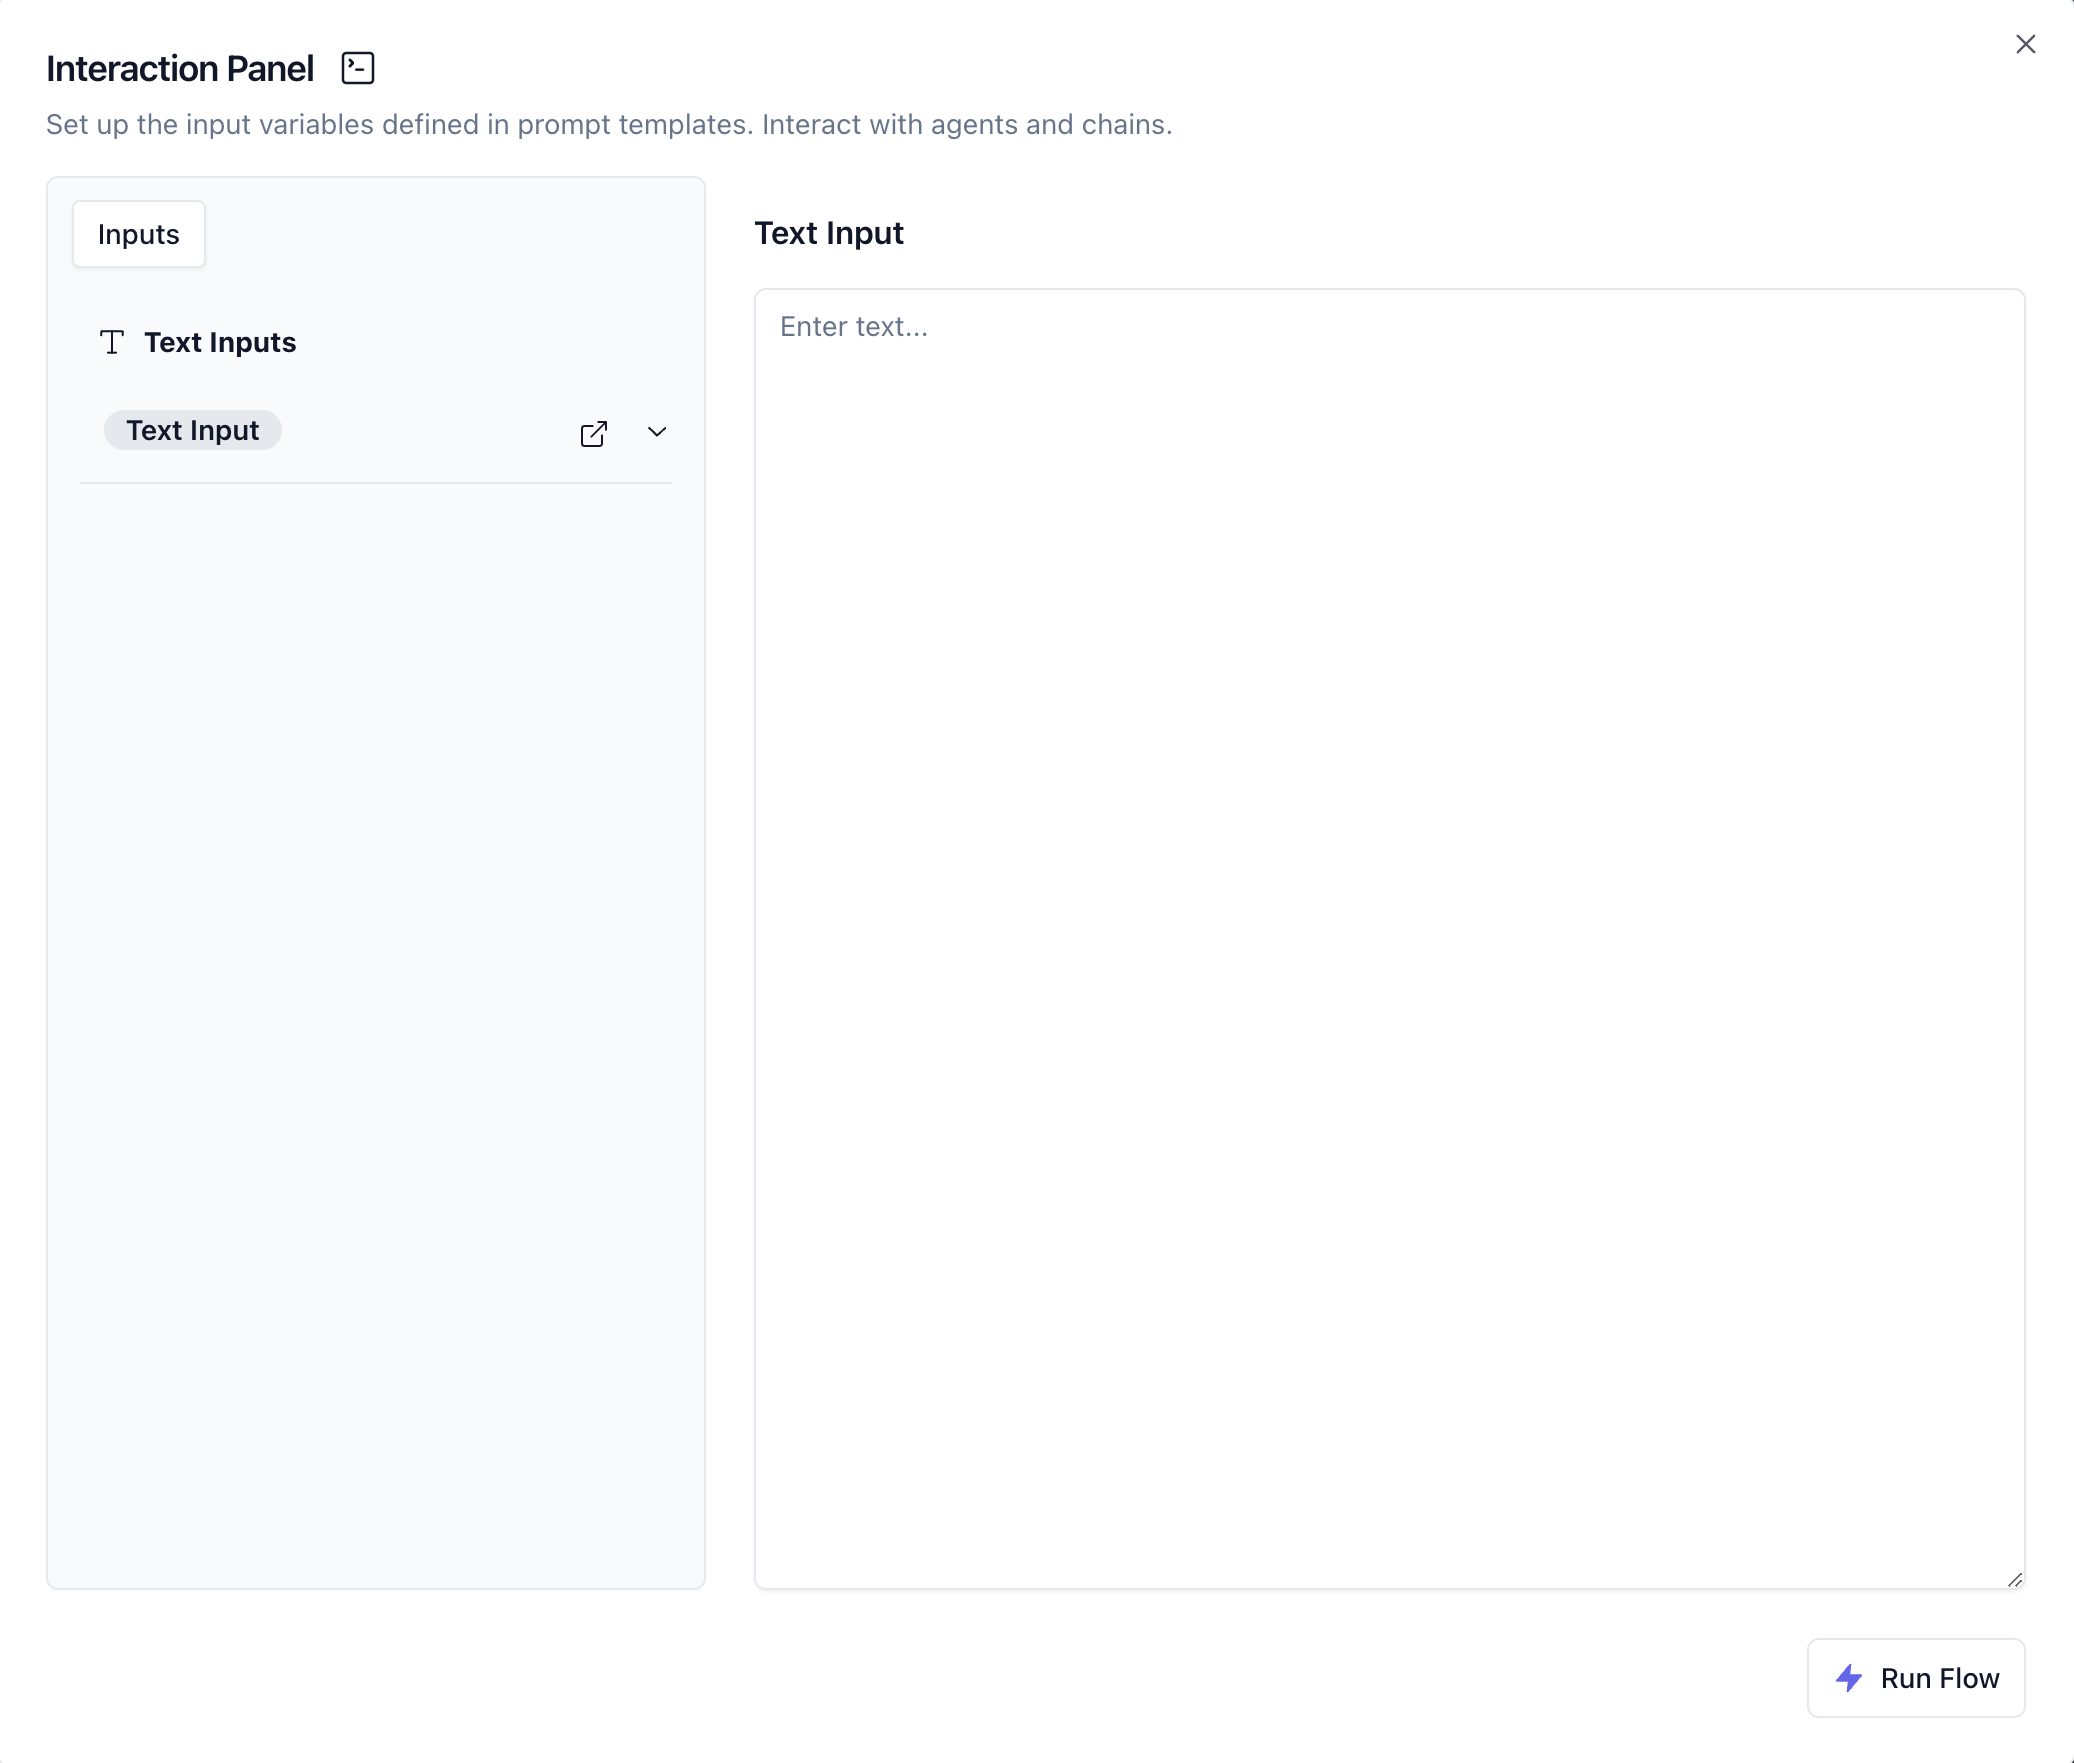 Interaction Panel
Set up the input variables defined in prompt templates. Interact with agents and chains.
Inputs
Text Inputs
Text Input
Text Input
Enter text...
Run Flow